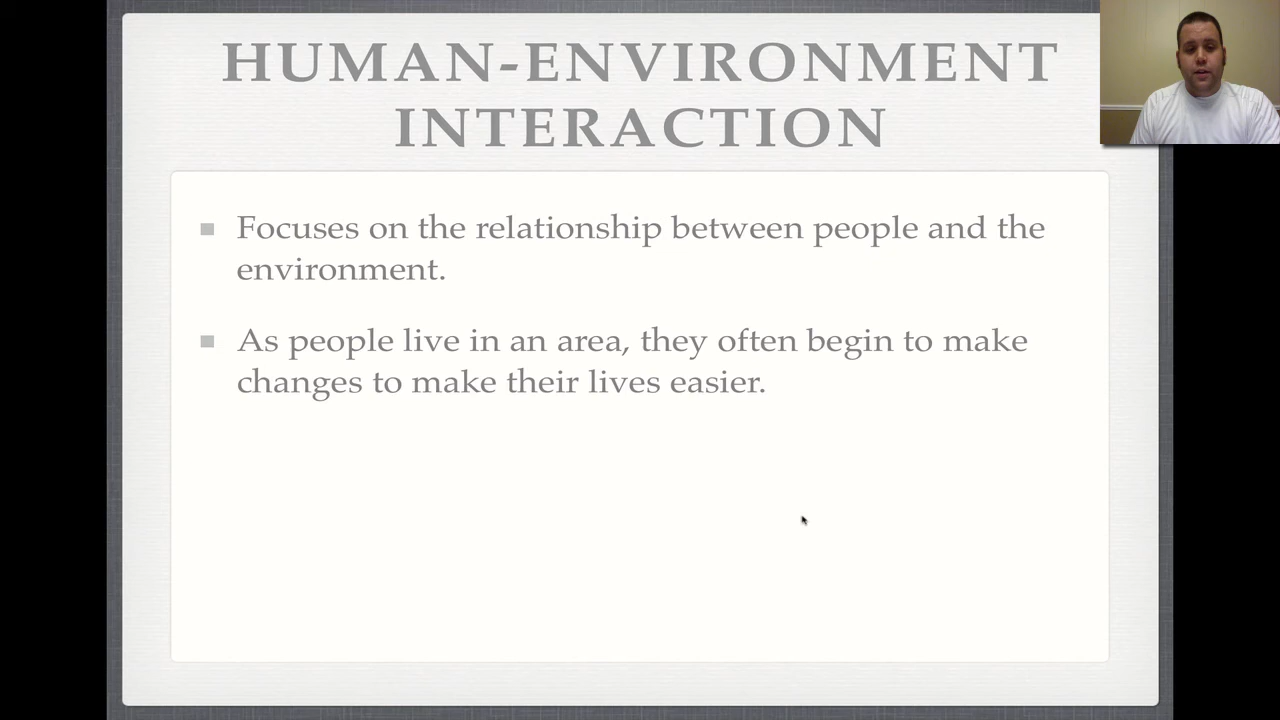 HUMAN-ENVIRONMENT
INTERACTION
Focuses on the relationship between people and the
environment.
As people live in an area, they often begin to make
changes to make their lives easier.